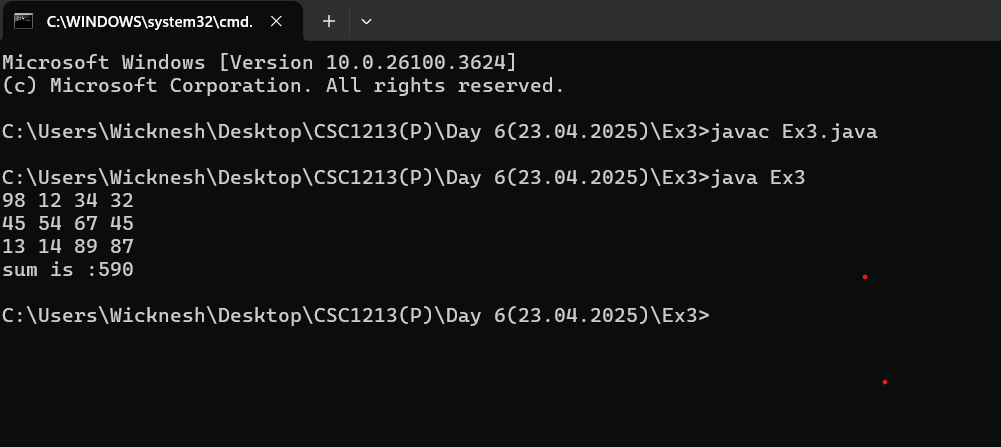 C:\WINDOWS\system32\cmd.
Microsoft Windows [Version 10.0.26100.3624]
(c) Microsoft Corporation. All rights reserved.
C:\Users\Wicknesh\Desktop\CSC1213(P)\Day 6(23.04.2025)\Ex3>javac Ex3.java
C:\Users\Wicknesh\Desktop\CSC1213(P)\Day 6(23.04.2025)\Ex3>java Ex3
98 12 34 32
45 54 67 45
13 14 89 87
sum is :590
C:\Users\Wicknesh\Desktop\CSC1213(P)\Day 6(23.04.2025)\Ex3>